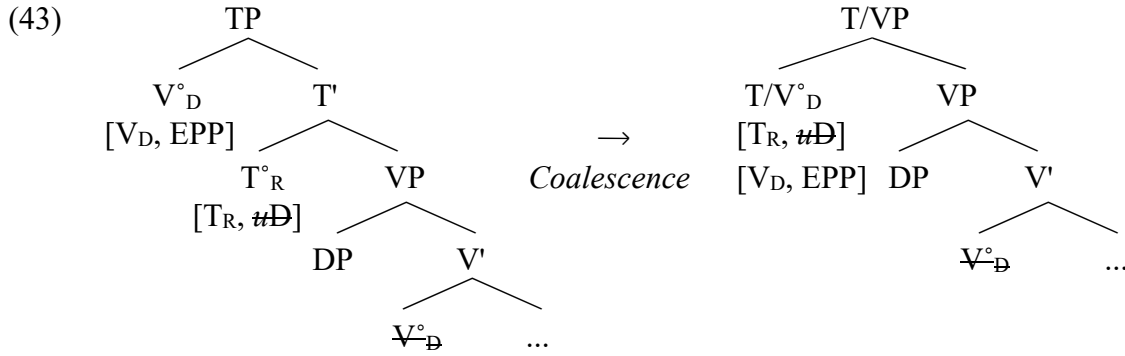 (43) TP T/VP
V°D T' T/V°D VP
[VD, EPP] → [TR, uD]
T°R VP Coalescence [VD, EPP] DP V'
[TR, uD]
DP V' V°D ...
V°D ...